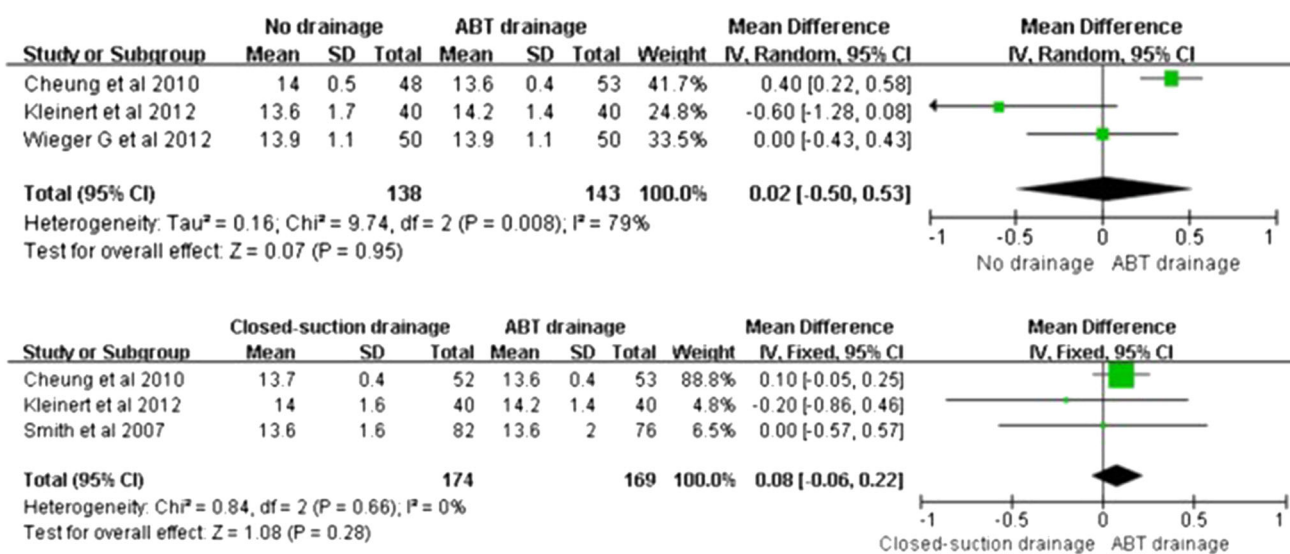 No drainage ABT drainage Mean Difference Mean Difference
Study or Subgroup Mean SD Total Mean SD Total Weight IV, Random, 95% CI IV, Random, 95% CI
Cheung et al 2010 14 0.5 48 13.6 0.4 53 41.7% 0.40 [0.22, 0.58]
Kleinert et al 2012 13.6 1.7 40 14.2 1.4 40 24.8% -0.60 [-1.28, 0.08]
Wieger G et al 2012 13.9 1.1 50 13.9 1.1 50 33.5% 0.00 [-0.43, 0.43]
Total (95% CI) 138 143 100.0% 0.02 [-0.50, 0.53]
Heterogeneity: Tau² = 0.16; Chi² = 9.74, df = 2 (P = 0.008); I² = 79%
Test for overall effect: Z = 0.07 (P = 0.95)
-1 -0.5 0 0.5 1
No drainage ABT drainage
Closed-suction drainage ABT drainage Mean Difference Mean Difference
Study or Subgroup Mean SD Total Mean SD Total Weight IV, Fixed, 95% CI IV, Fixed, 95% CI
Cheung et al 2010 13.7 0.4 52 13.6 0.4 53 88.8% 0.10 [-0.05, 0.25]
Kleinert et al 2012 14 1.6 40 14.2 1.4 40 4.8% -0.20 [-0.86, 0.46]
Smith et al 2007 13.6 1.6 82 13.6 2 76 6.5% 0.00 [-0.57, 0.57]
Total (95% CI) 174 169 100.0% 0.08 [-0.06, 0.22]
Heterogeneity: Chi² = 0.84, df = 2 (P = 0.66); I² = 0%
Test for overall effect: Z = 1.08 (P = 0.28)
-1 -0.5 0 0.5 1
Closed-suction drainage ABT drainage